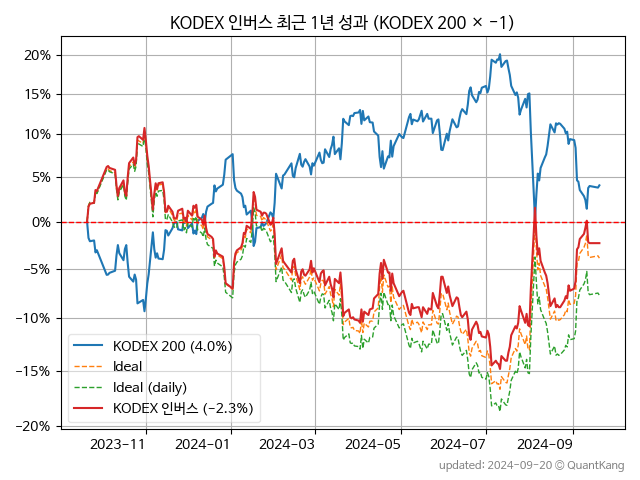 KODEX 인버스 최근 1년 성과 (KODEX 200 × −1)
20%
15%
10%
5%
0%
−5%
−10%
−15%
−20%
KODEX 200 (4.0%)
Ideal
Ideal (daily)
KODEX 인버스 (−2.3%)
2023−11 2024−01 2024−03 2024−05 2024−07 2024−09
updated: 2024−09−20 © QuantKang